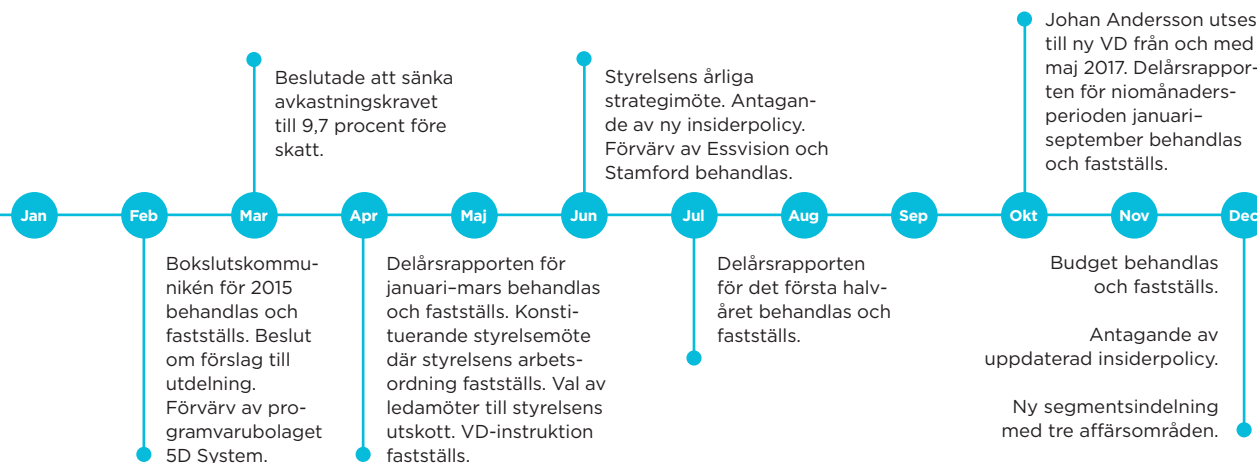 Johan Andersson utses
till ny VD från och med
maj 2017. Delårsrappor-
ten för niomånaders-
perioden januari–
september behandlas
och fastställs.
Beslutade att sänka
avkastningskravet
till 9,7 procent före
skatt.
Styrelsens årliga
strategimöte. Antagan-
de av ny insiderpolicy.
Förvärv av Essvision och
Stamford behandlas.
Jan Feb Mar Apr Maj Jun Jul Aug Sep Okt Nov Dec
Bokslutskommu-
nikén för 2015
behandlas och
fastställs. Beslut
om förslag till
utdelning.
Förvärv av pro-
gramvarubolaget
5D System.
Delårsrapporten för
januari–mars behandlas
och fastställs. Konsti-
tuerande styrelsemöte
där styrelsens arbets-
ordning fastställs. Val av
ledamöter till styrelsens
utskott. VD-instruktion
fastställs.
Delårsrapporten
för det första halv-
året behandlas och
fastställs.
Budget behandlas
och fastställs.
Antagande av
uppdaterad insiderpolicy.
Ny segmentsindelning
med tre affärsområden.